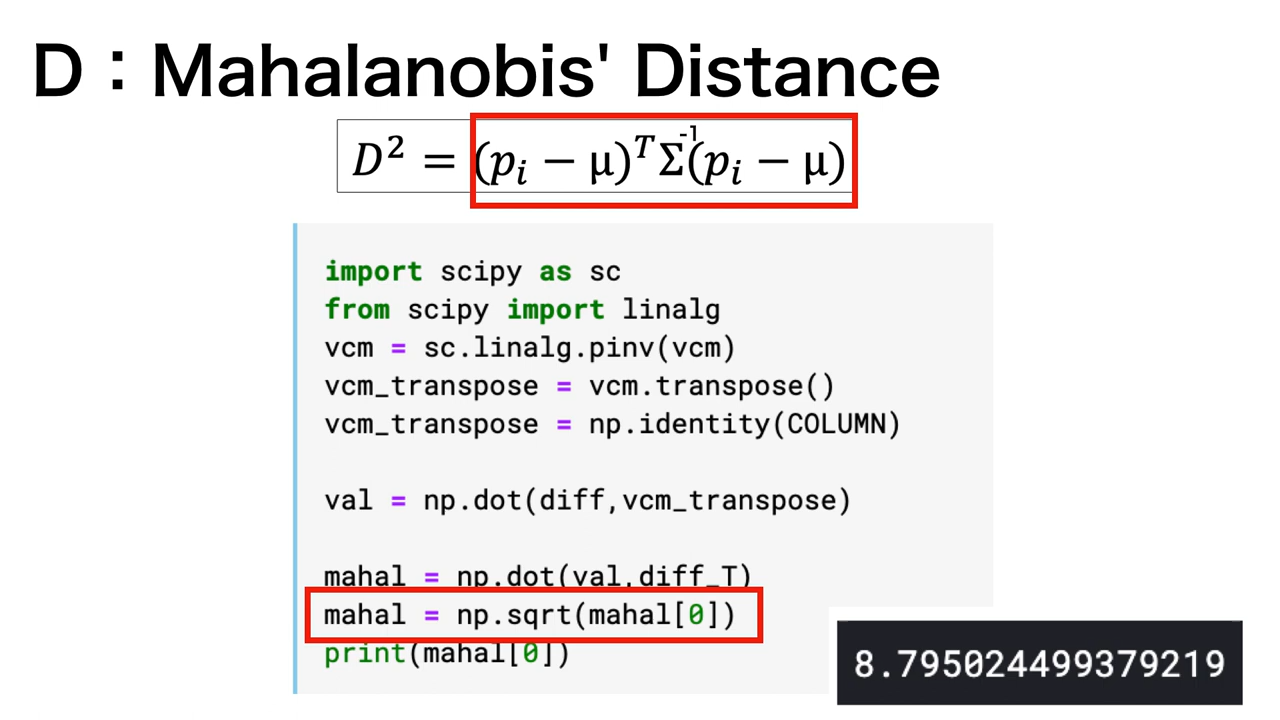 D：Mahalanobis' Distance
D² = (pᵢ − μ)ᵀΣ⁻¹(pᵢ − μ)
import scipy as sc
from scipy import linalg
vcm = sc.linalg.pinv(vcm)
vcm_transpose = vcm.transpose()
vcm_transpose = np.identity(COLUMN)
val = np.dot(diff,vcm_transpose)
mahal = np.dot(val,diff_T)
mahal = np.sqrt(mahal[0])
print(mahal[0])
8.795024499379219